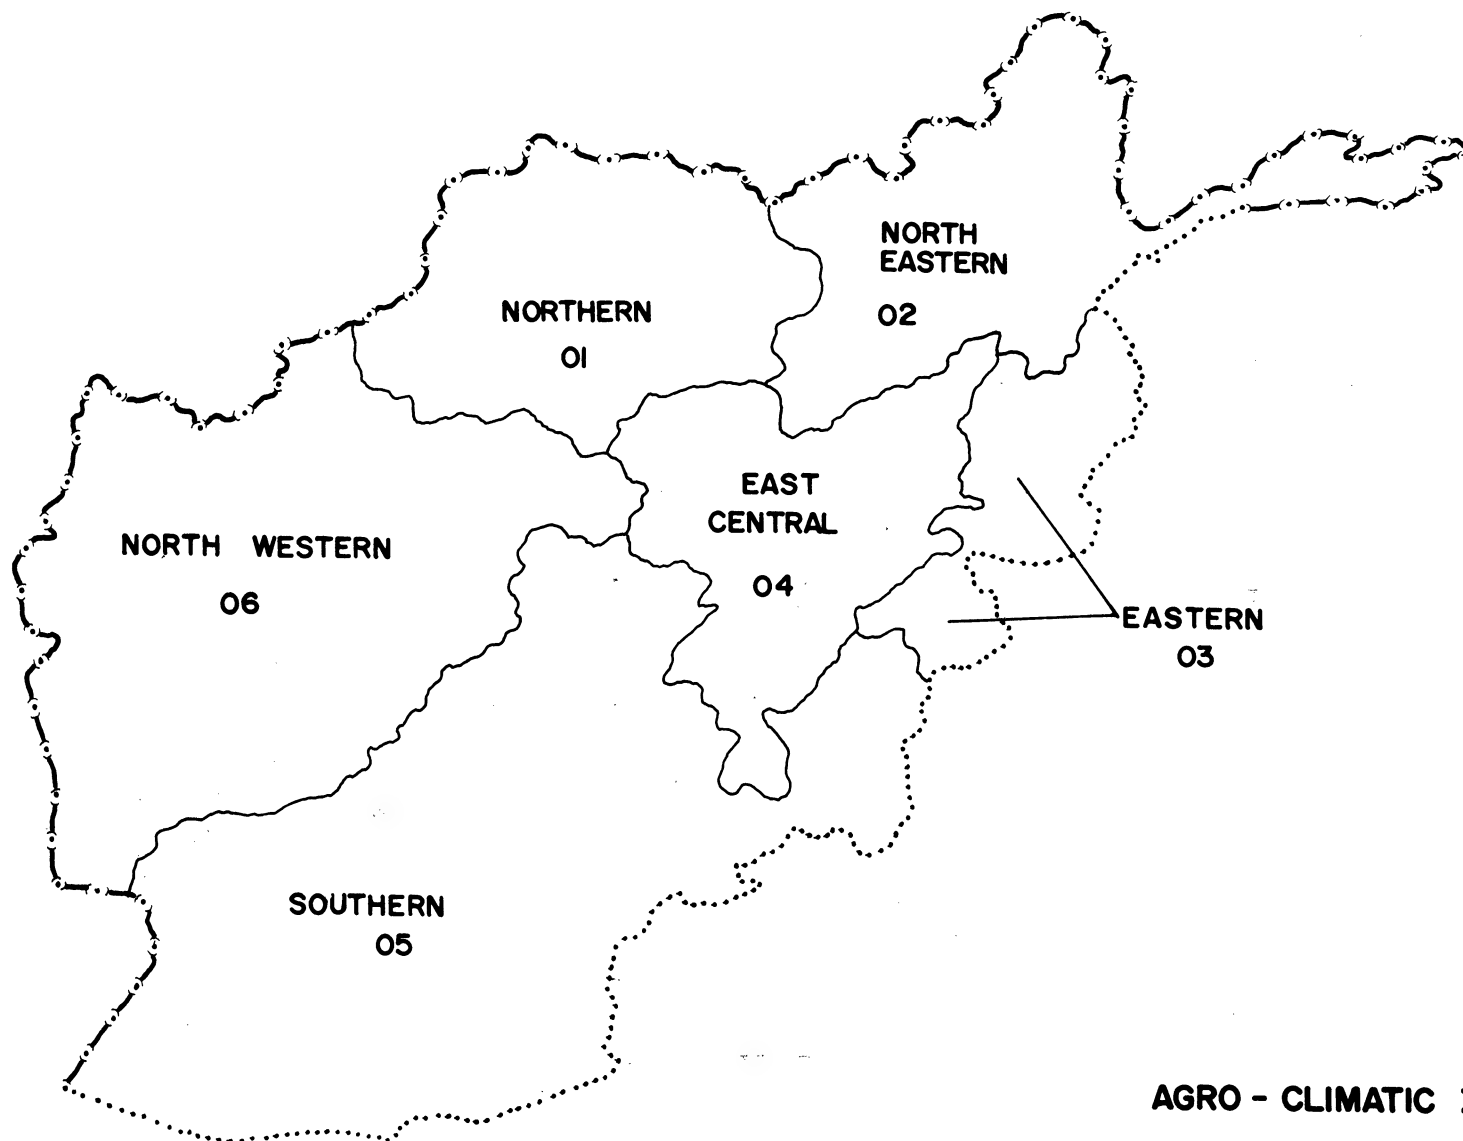 NORTH
EASTERN
02
NORTHERN
01
EAST
CENTRAL
04
NORTH WESTERN
06
EASTERN
03
SOUTHERN
05
AGRO - CLIMATIC